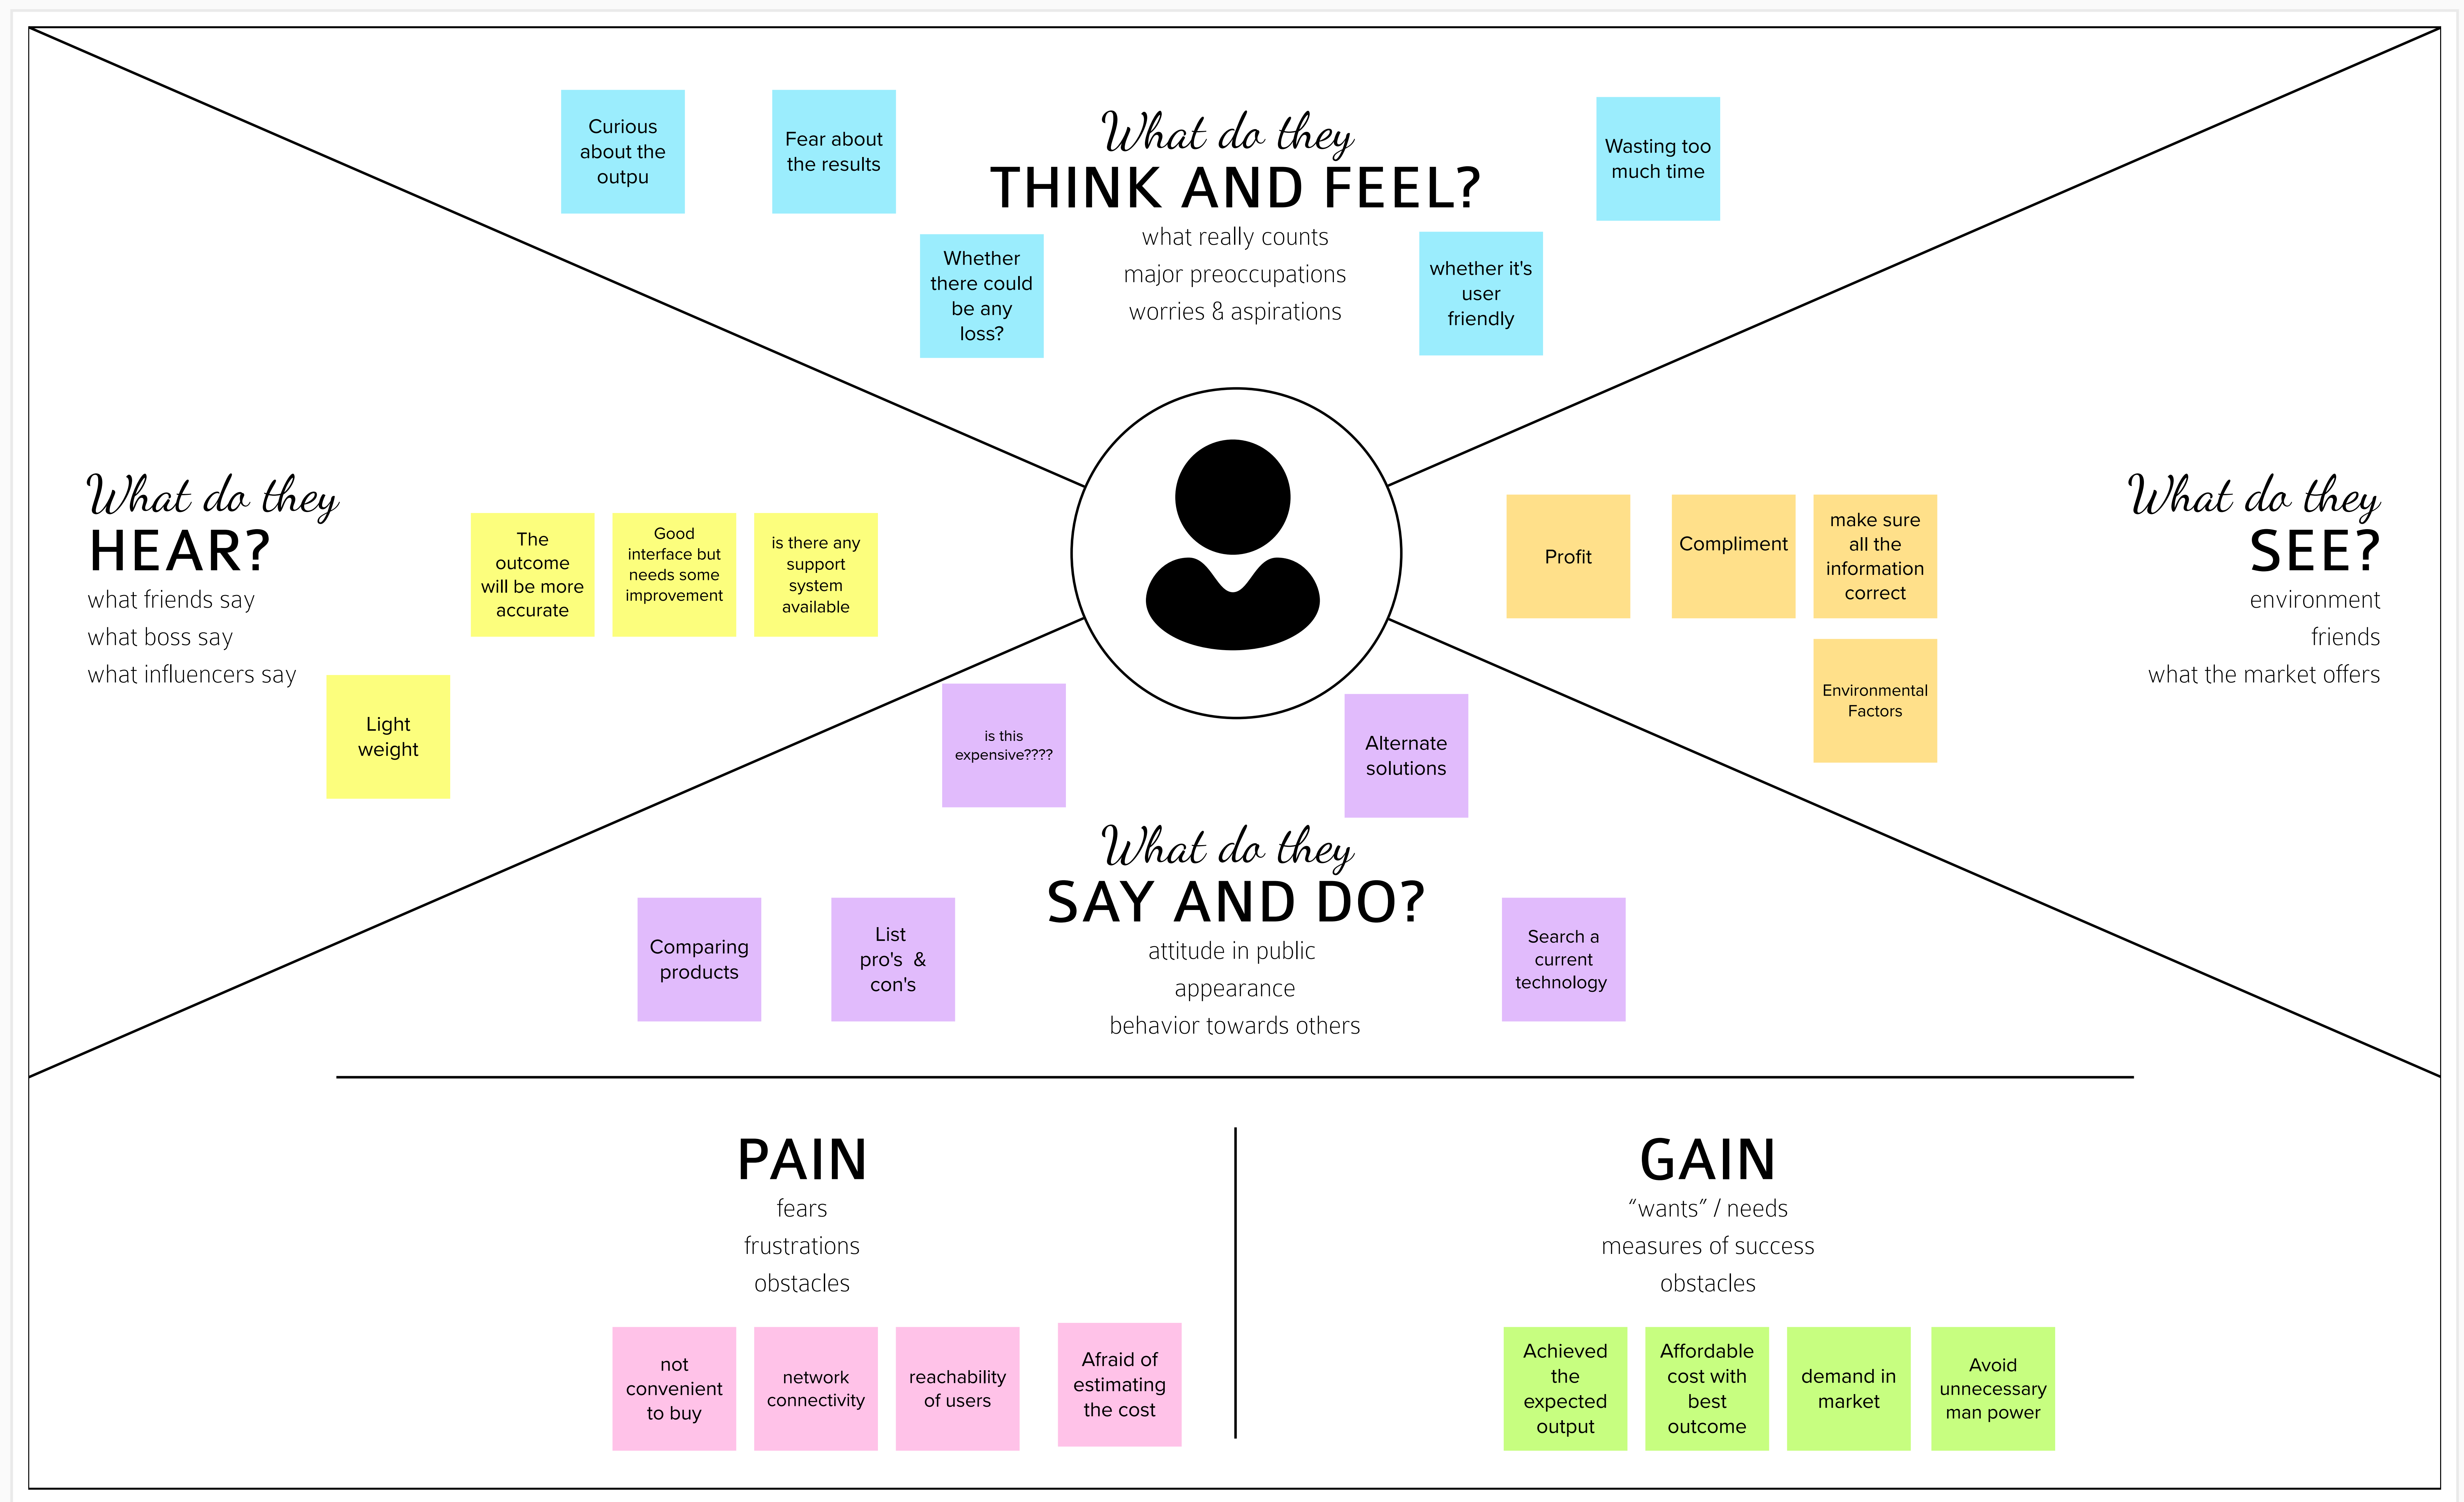 What do they
THINK AND FEEL?
what really counts
major preoccupations
worries & aspirations
Curious
about the
outpu
Fear about
the results
Whether
there could
be any
loss?
whether it's
user
friendly
Wasting too
much time
What do they
HEAR?
what friends say
what boss say
what influencers say
The
outcome
will be more
accurate
Good
interface but
needs some
improvement
is there any
support
system
available
Light
weight
What do they
SEE?
environment
friends
what the market offers
Profit
Compliment
make sure
all the
information
correct
Environmental
Factors
is this
expensive????
Alternate
solutions
What do they
SAY AND DO?
attitude in public
appearance
behavior towards others
Comparing
products
List
pro's & 
con's
Search a
current
technology
PAIN
fears
frustrations
obstacles
not
convenient
to buy
network
connectivity
reachability
of users
Afraid of
estimating
the cost
GAIN
“wants” / needs
measures of success
obstacles
Achieved
the
expected
output
Affordable
cost with
best
outcome
demand in
market
Avoid
unnecessary
man power